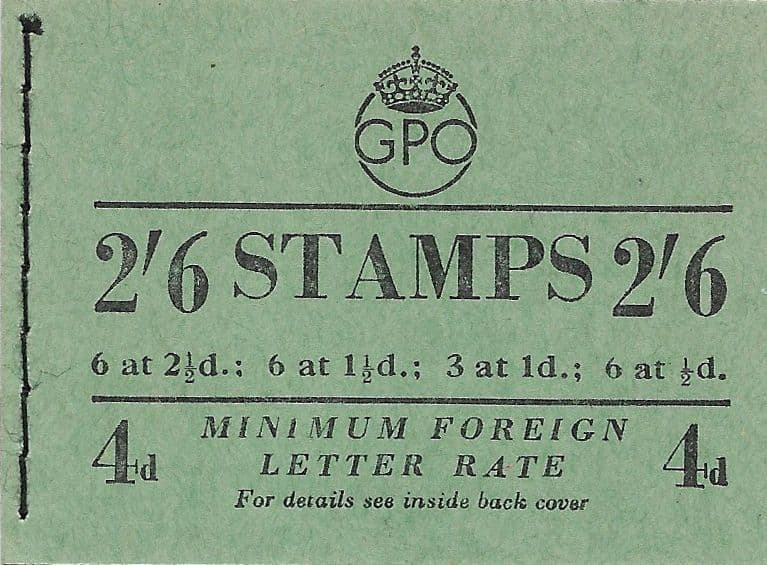 GPO
2'6 STAMPS 2'6
6 at 2½d.; 6 at 1½d.; 3 at 1d.; 6 at ½d.
4d MINIMUM FOREIGN 4d
LETTER RATE
For details see inside back cover